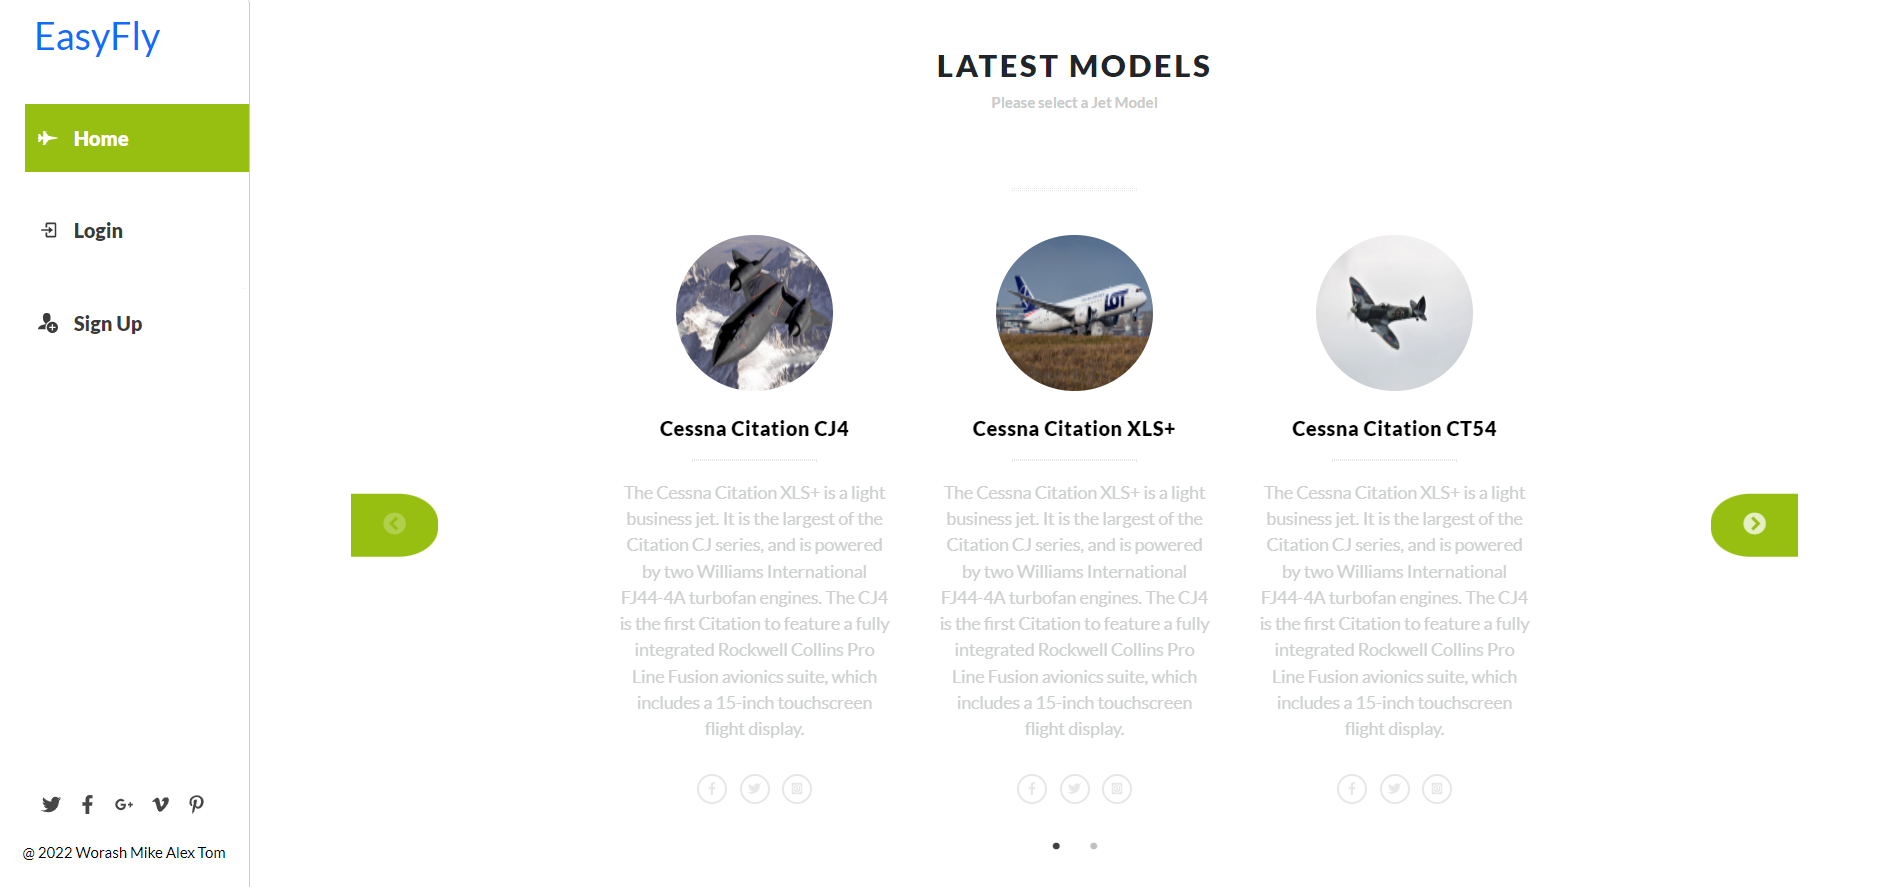 EasyFly
Home
Login
Sign Up
@ 2022 Worash Mike Alex Tom
LATEST MODELS
Please select a Jet Model
LOT
Cessna Citation CJ4
The Cessna Citation XLS+ is a light
business jet. It is the largest of the
Citation CJ series, and is powered
by two Williams International
FJ44-4A turbofan engines. The CJ4
is the first Citation to feature a fully
integrated Rockwell Collins Pro
Line Fusion avionics suite, which
includes a 15-inch touchscreen
flight display.
Cessna Citation XLS+
The Cessna Citation XLS+ is a light
business jet. It is the largest of the
Citation CJ series, and is powered
by two Williams International
FJ44-4A turbofan engines. The CJ4
is the first Citation to feature a fully
integrated Rockwell Collins Pro
Line Fusion avionics suite, which
includes a 15-inch touchscreen
flight display.
Cessna Citation CT54
The Cessna Citation XLS+ is a light
business jet. It is the largest of the
Citation CJ series, and is powered
by two Williams International
FJ44-4A turbofan engines. The CJ4
is the first Citation to feature a fully
integrated Rockwell Collins Pro
Line Fusion avionics suite, which
includes a 15-inch touchscreen
flight display.